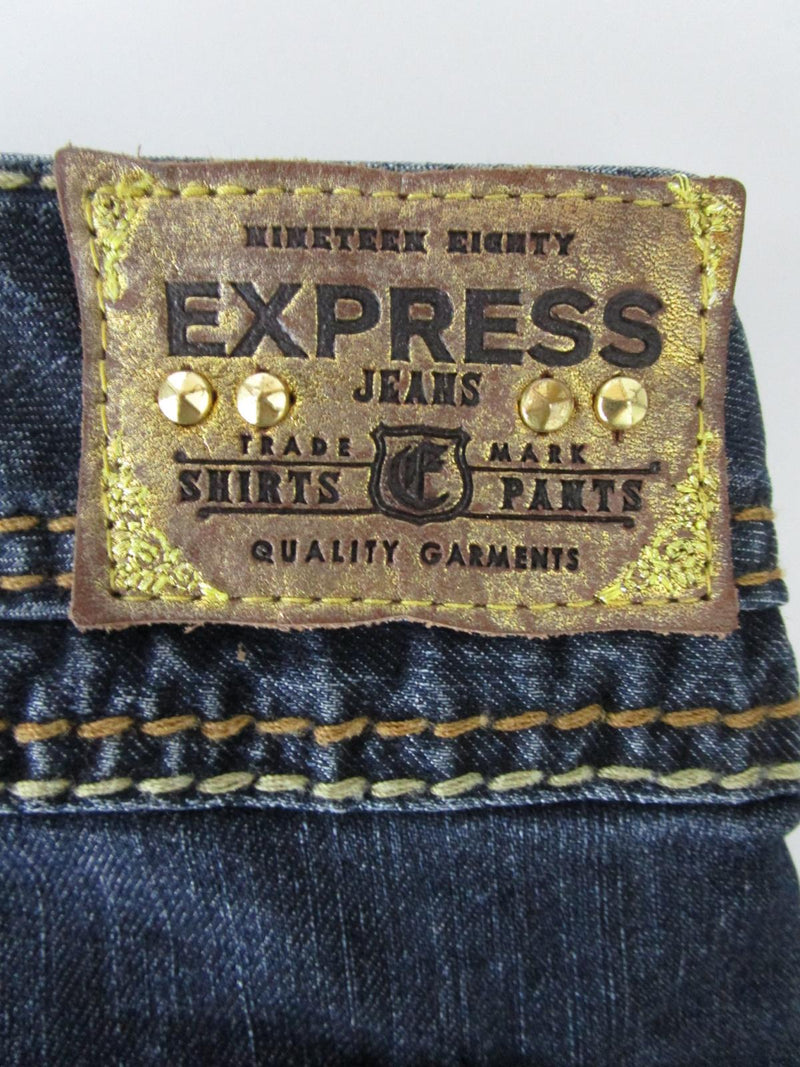 NINETEEN EIGHTY
EXPRESS
JEANS
TRADE E MARK
SHIRTS PANTS
QUALITY GARMENTS